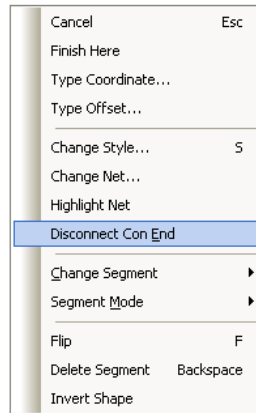 Cancel Esc
Finish Here
Type Coordinate...
Type Offset...
Change Style... S
Change Net...
Highlight Net
Disconnect Con End
Change Segment
Segment Mode
Flip F
Delete Segment Backspace
Invert Shape